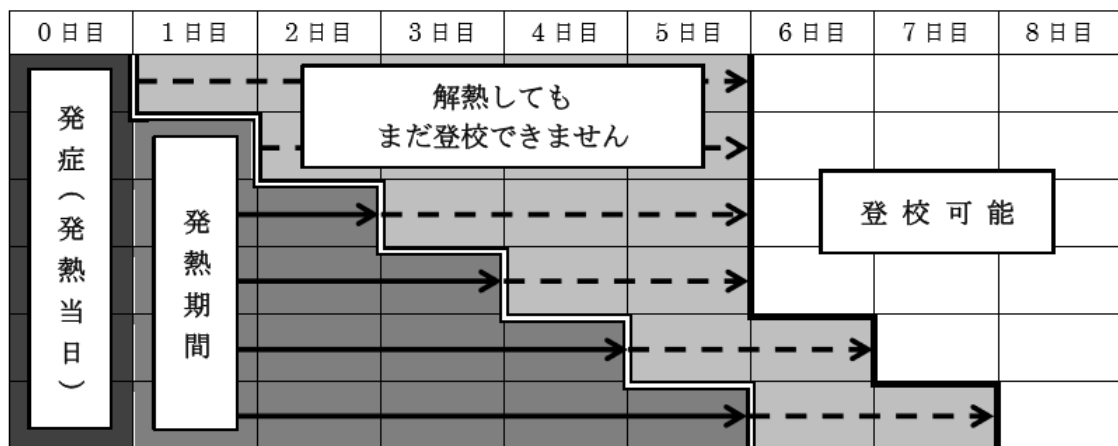 0日目 1日目 2日目 3日目 4日目 5日目 6日目 7日目 8日目
発症(発熱当日)
発熱期間
解熱しても
まだ登校できません
登校可能